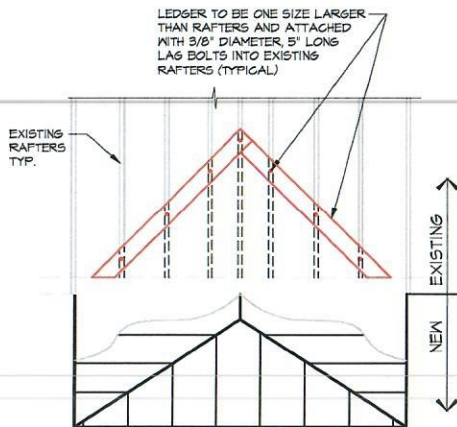 LEDGER TO BE ONE SIZE LARGER
THAN RAFTERS AND ATTACHED
WITH 3/8" DIAMETER, 5" LONG
LAG BOLTS INTO EXISTING
RAFTERS (TYPICAL)
EXISTING
RAFTERS
TYP.
EXISTING
NEW